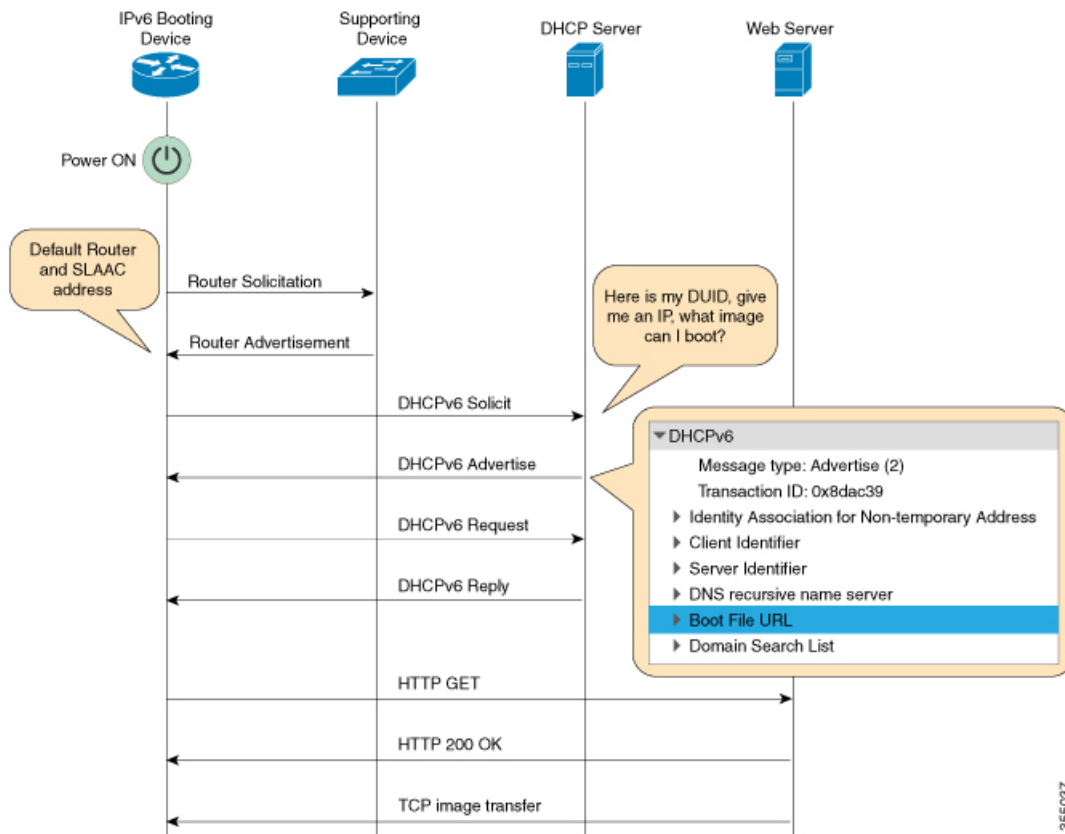 IPv6 Booting
Device
Supporting
Device
DHCP Server
Web Server
Power ON
Default Router
and SLAAC
address
Router Solicitation
Here is my DUID, give
me an IP, what image
can I boot?
Router Advertisement
DHCPv6 Solicit
DHCPv6
Message type: Advertise (2)
Transaction ID: 0x8dac39
Identity Association for Non-temporary Address
Client Identifier
Server Identifier
DNS recursive name server
Boot File URL
Domain Search List
DHCPv6 Advertise
DHCPv6 Request
DHCPv6 Reply
HTTP GET
HTTP 200 OK
TCP image transfer
355037